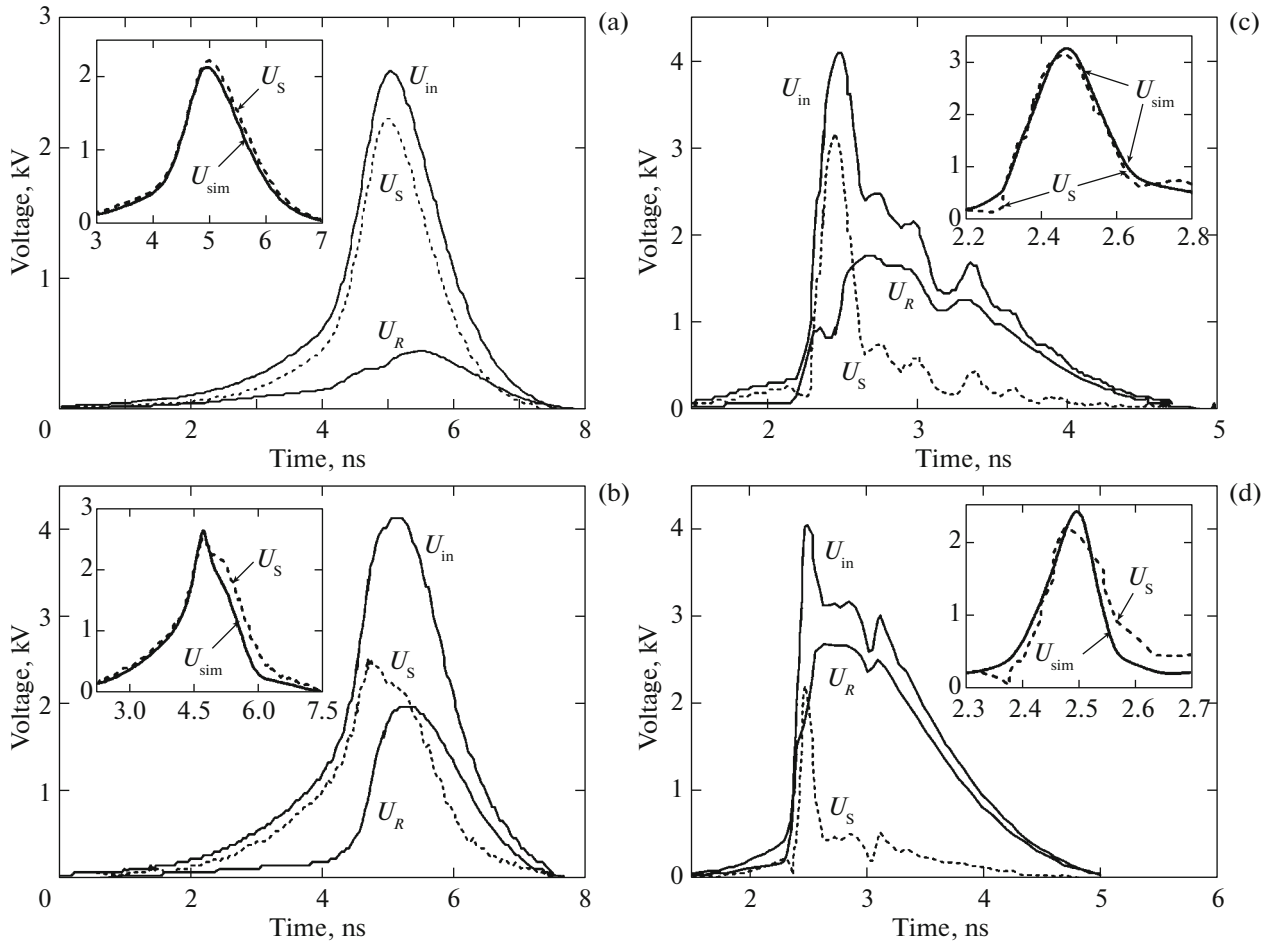 (a)
Voltage, kV
3
2
1
0
2
4
6
8
Time, ns
U_in
U_S
U_R
2
1
0
3
4
5
6
7
U_S
U_sim
(c)
Voltage, kV
4
3
2
1
0
2
3
4
5
Time, ns
U_in
U_R
U_S
3
2
1
0
2.2
2.4
2.6
2.8
U_sim
U_S
(b)
Voltage, kV
4
3
2
1
0
2
4
6
8
Time, ns
U_in
U_S
U_R
3
2
1
0
3.0
4.5
6.0
7.5
U_S
U_sim
(d)
Voltage, kV
4
3
2
1
0
2
3
4
5
6
Time, ns
U_in
U_R
U_S
2
1
0
2.3
2.4
2.5
2.6
2.7
U_S
U_sim